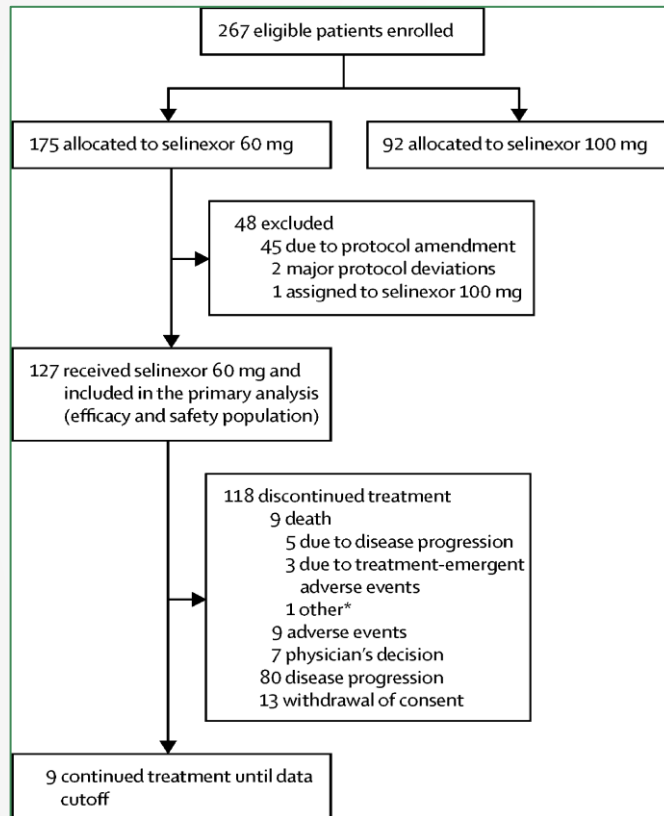 267 eligible patients enrolled
175 allocated to selinexor 60 mg
92 allocated to selinexor 100 mg
48 excluded
45 due to protocol amendment
2 major protocol deviations
1 assigned to selinexor 100 mg
127 received selinexor 60 mg and
included in the primary analysis
(efficacy and safety population)
118 discontinued treatment
9 death
5 due to disease progression
3 due to treatment-emergent
adverse events
1 other*
9 adverse events
7 physician's decision
80 disease progression
13 withdrawal of consent
9 continued treatment until data
cutoff